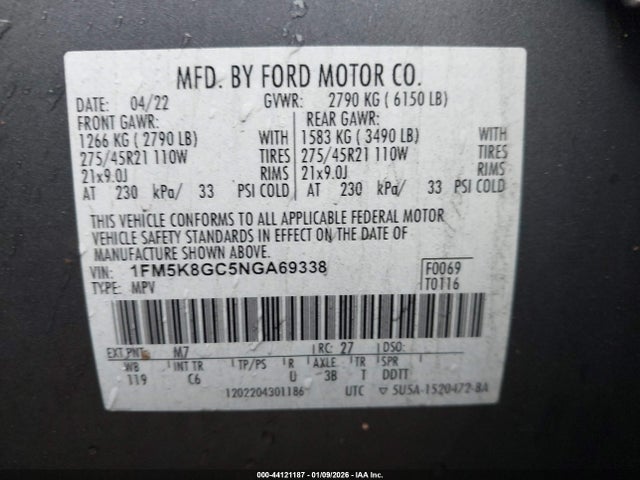 MFD. BY FORD MOTOR CO.
DATE: 04/22 GVWR: 2790 KG ( 6150 LB)
FRONT GAWR: REAR GAWR:
1266 KG ( 2790 LB) WITH 1583 KG ( 3490 LB) WITH
275/45R21 110W TIRES 275/45R21 110W TIRES
21x9.0J RIMS 21x9.0J RIMS
AT 230 kPa/ 33 PSI COLD AT 230 kPa/ 33 PSI COLD
THIS VEHICLE CONFORMS TO ALL APPLICABLE FEDERAL MOTOR
VEHICLE SAFETY STANDARDS IN EFFECT ON THE DATE OF
MANUFACTURE SHOWN ABOVE.
VIN: 1FM5K8GC5NGA69338 F0069
TYPE: MPV T0116
EXT PNT: M7 RC: 27 DSO:
WB INT TR TP/PS R AXLE TR SPR
119 C6 U 3B T DDTT
1202204301186 UTC ▽ 5U5A-1520472-BA
000-44121187 | 01/09/2026 | IAA Inc.